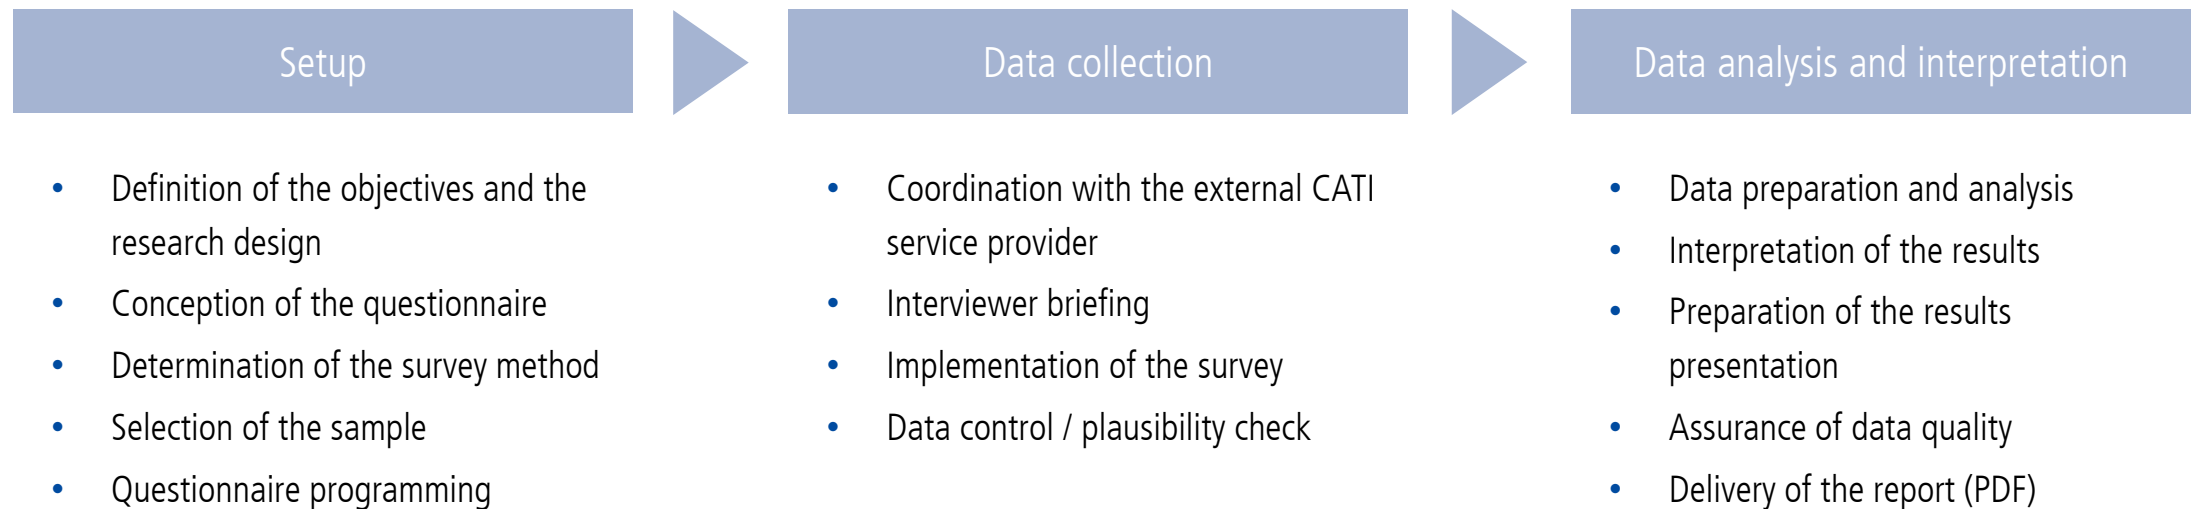 Setup
• Definition of the objectives and the
research design
• Conception of the questionnaire
• Determination of the survey method
• Selection of the sample
• Questionnaire programming
Data collection
• Coordination with the external CATI
service provider
• Interviewer briefing
• Implementation of the survey
• Data control / plausibility check
Data analysis and interpretation
• Data preparation and analysis
• Interpretation of the results
• Preparation of the results
presentation
• Assurance of data quality
• Delivery of the report (PDF)